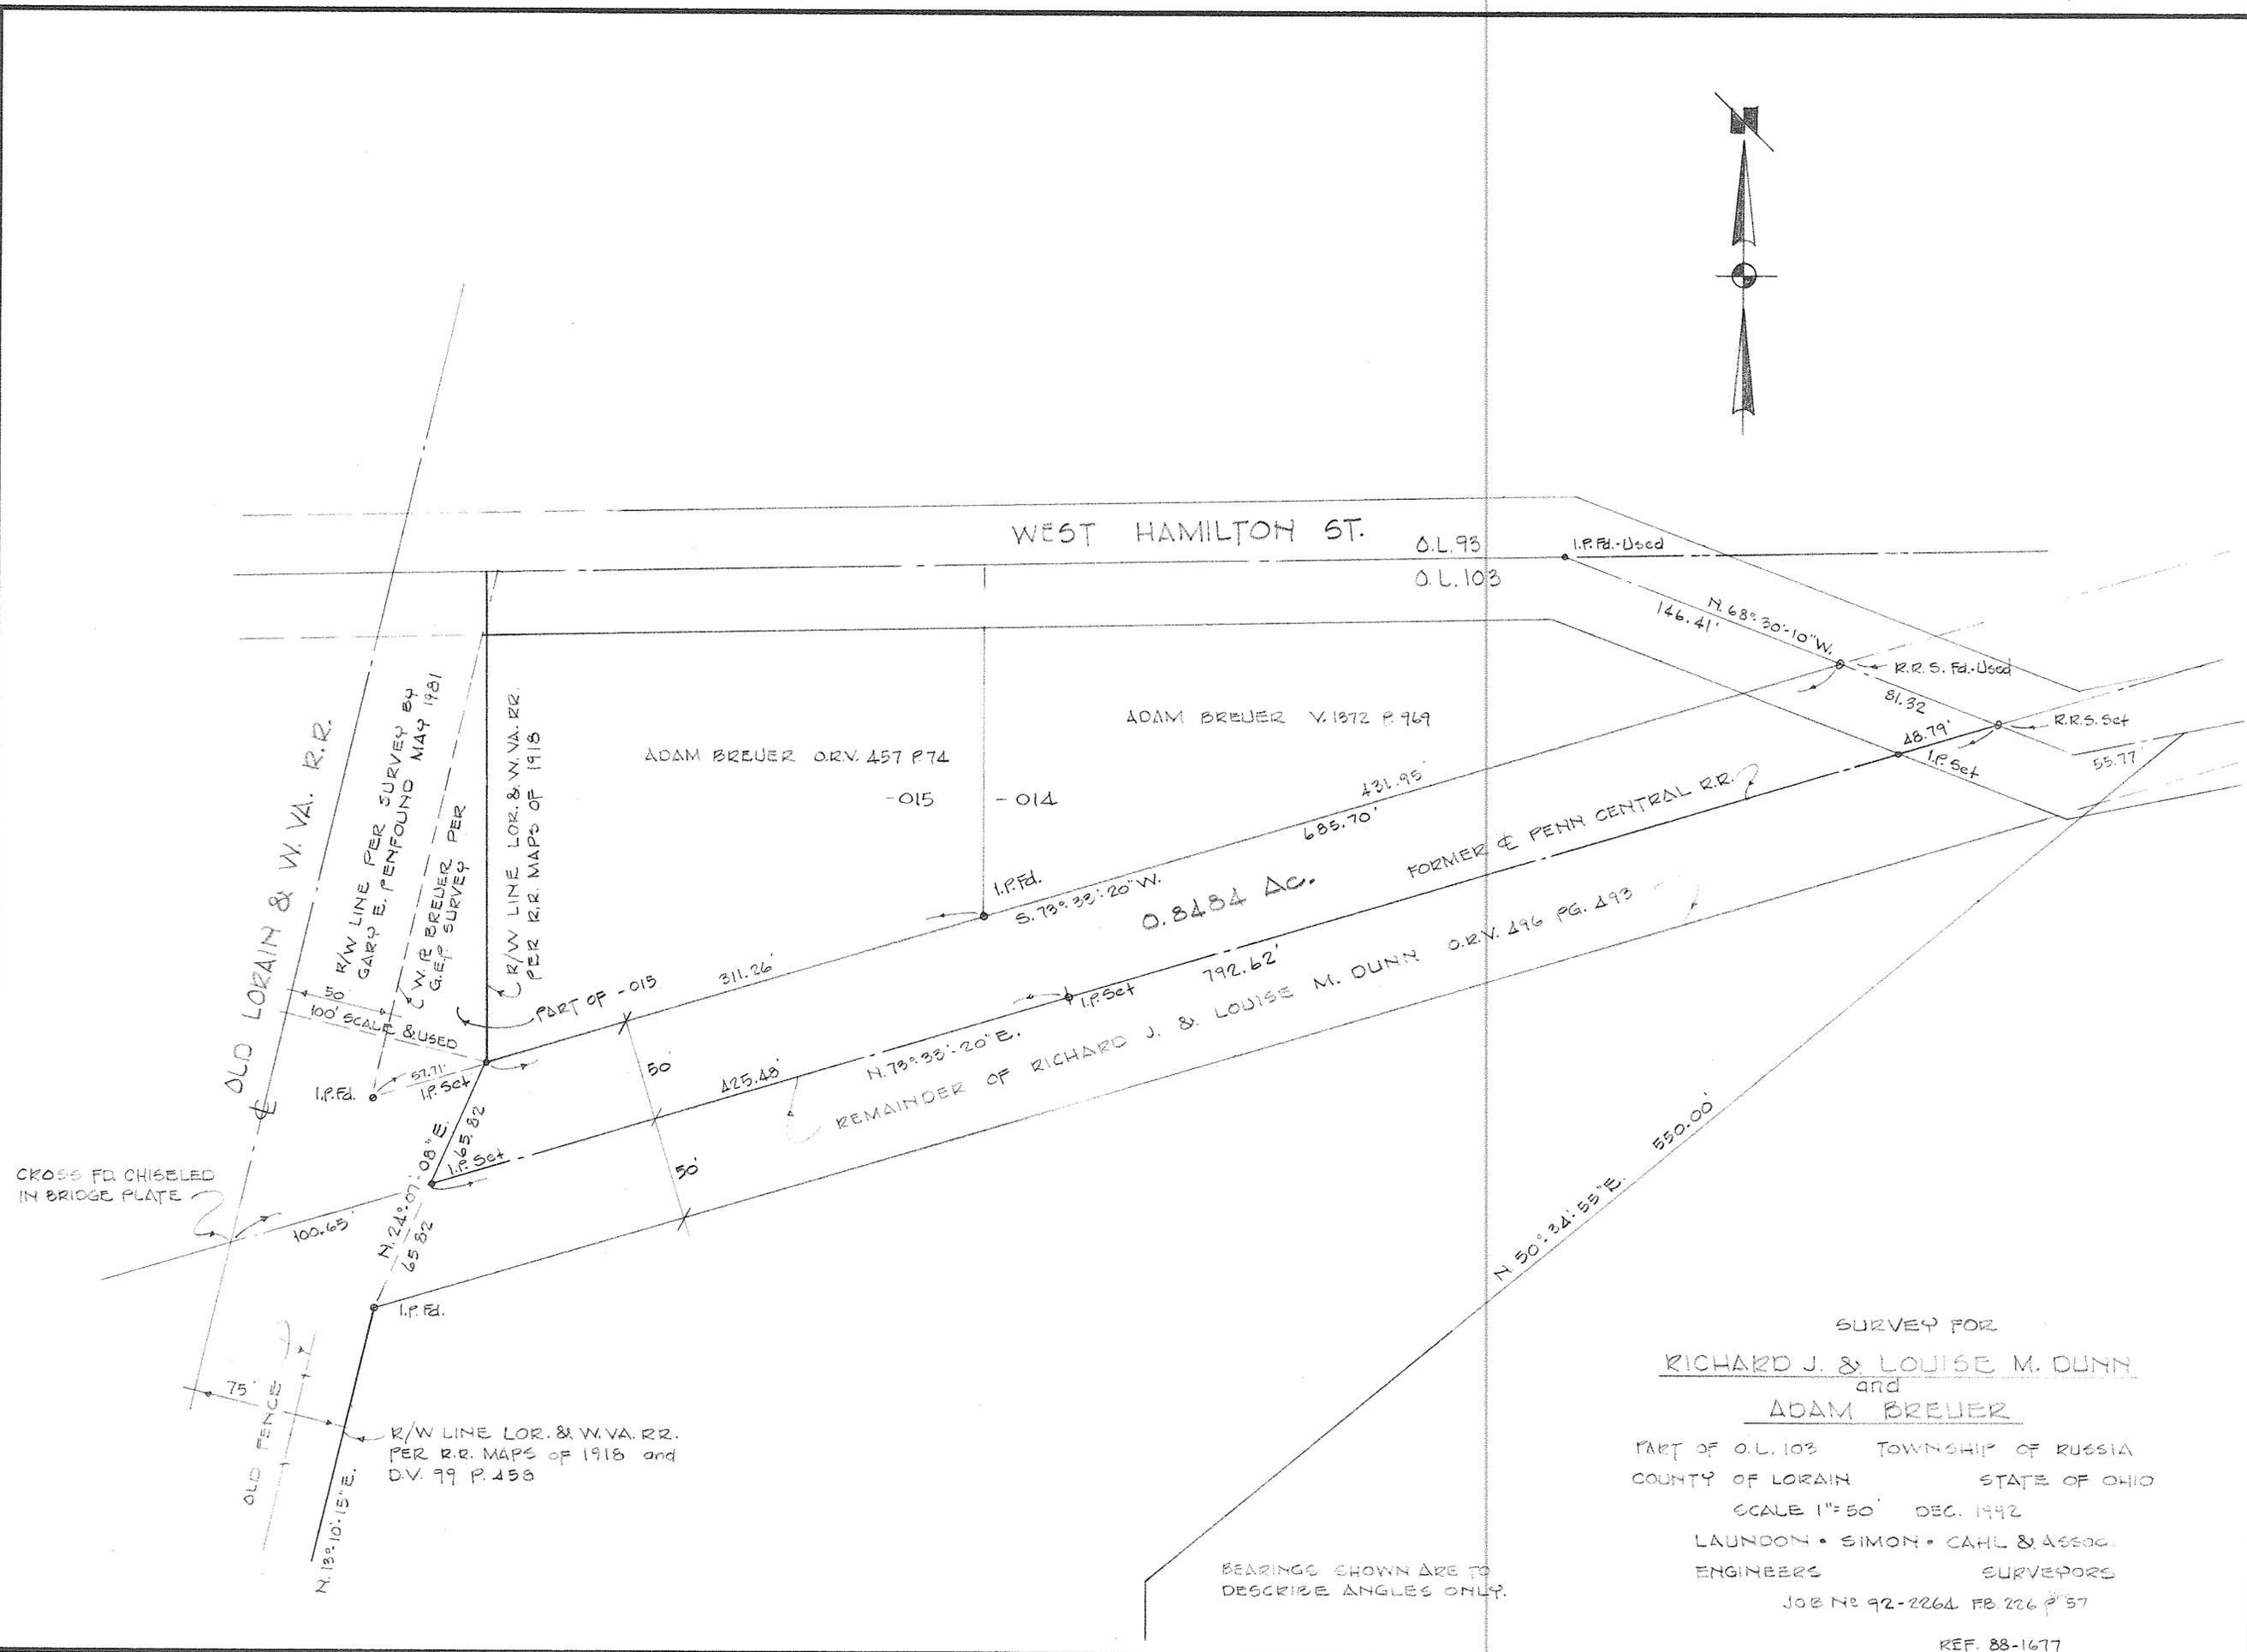 N
WEST HAMILTON ST.
O.L.93
O.L.103
I.P.Fd.-Used
N.68°-30'-10"W.
146.41'
R.R.S. Fd.-Used
81.32
R.R.S.Set
48.79'
I.P.Set
55.77'
OLD LORAIN & W. VA. R.R.
R/W LINE PER SURVEY BY
GARY E. PENFOUND MAY 1981
W. P. BREUER PER
G.E.P. SURVEY
R/W LINE LOR. & W. VA. RR.
PER R.R. MAPS OF 1918
ADAM BREUER O.R.V. 457 P.74
-015
ADAM BREUER V.1372 P.969
-014
431.95'
685.70'
FORMER ℄ PENN CENTRAL R.R.
I.P.Fd.
S.73°-33'-20"W.
0.8484 Ac.
50'
100' SCALE & USED
PART OF -015
311.26'
I.P.Fd.
57.71'
I.P.Set
792.62'
I.P.Set
50'
425.48'
N.73°-33'-20"E.
REMAINDER OF RICHARD J. & LOUISE M. DUNN O.R.V. 496 PG. 493
℄
65.82
I.P.Set
N.24°-07'-08"E.
65.82
50'
CROSS FD. CHISELED
IN BRIDGE PLATE
100.65'
I.P.Fd.
550.00'
N 50°-34'-55"E.
75'
OLD FENCE
R/W LINE LOR. & W.VA. RR.
PER R.R. MAPS OF 1918 and
D.V. 99 P.458
N.13°-10'-15"E.
BEARINGS SHOWN ARE TO
DESCRIBE ANGLES ONLY.
SURVEY FOR
RICHARD J. & LOUISE M. DUNN
and
ADAM BREUER
PART OF O.L. 103 TOWNSHIP OF RUSSIA
COUNTY OF LORAIN STATE OF OHIO
SCALE 1"=50' DEC. 1992
LAUNDON • SIMON • CAHL & ASSOC.
ENGINEERS SURVEYORS
JOB No 92-2264 F.B. 226 P 57
REF. 88-1677